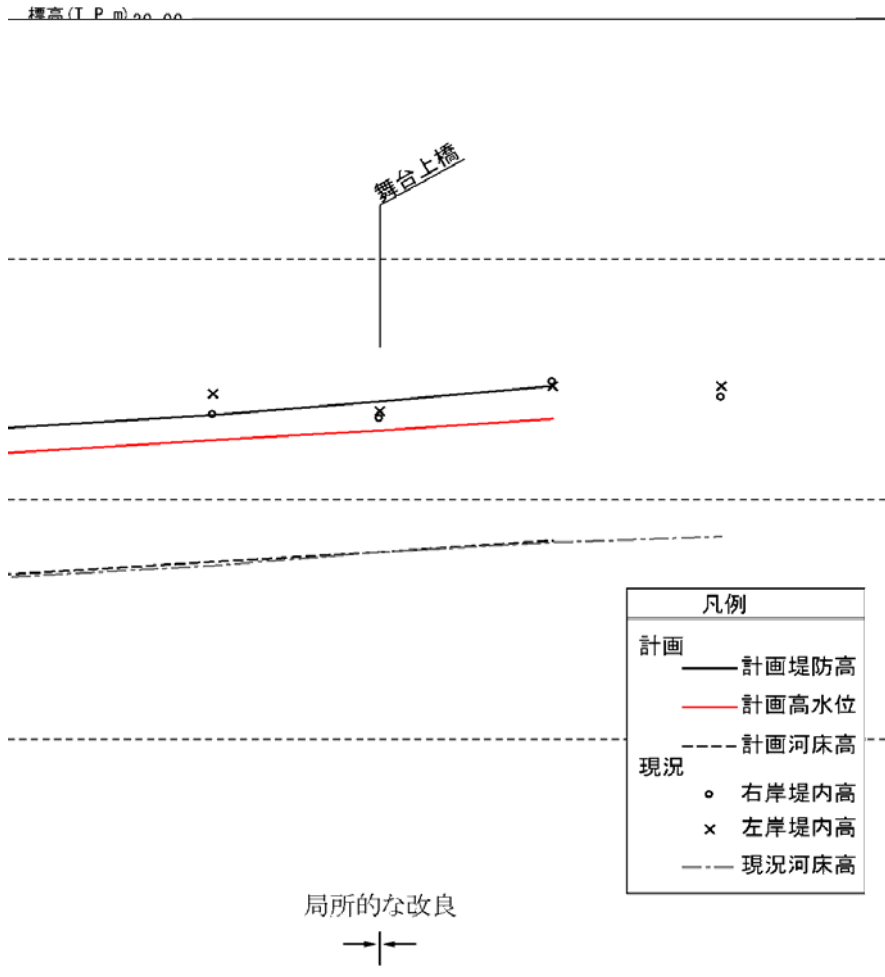 標高(T.P.m)
舞台上橋
凡例
計画
計画堤防高
計画高水位
計画河床高
現況
右岸堤内高
左岸堤内高
現況河床高
局所的な改良